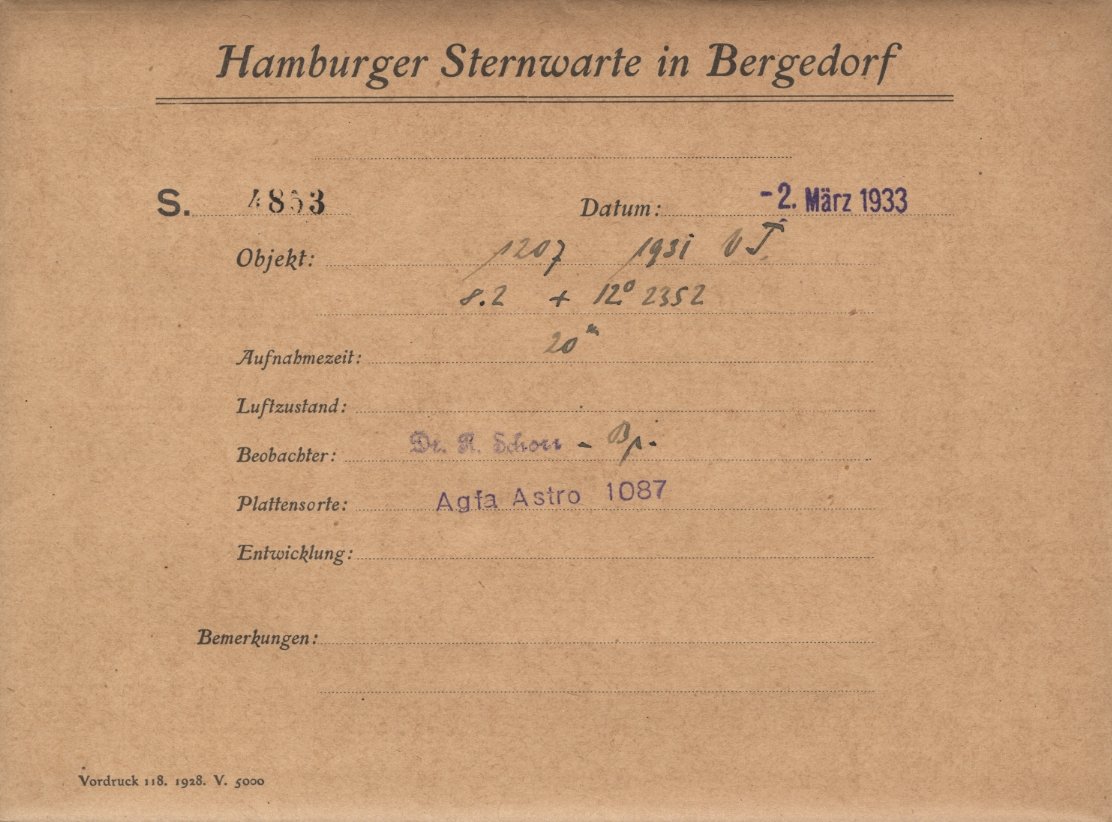 Hamburger Sternwarte in Bergedorf
S. 4853 Datum: -2. März 1933
Objekt: 1207 1931 VT
8.2 + 12° 2352
Aufnahmezeit: 20ᵐ
Luftzustand:
Beobachter: Dr. R. Schorr -
Plattensorte: Agfa Astro 1087
Entwicklung:
Bemerkungen:
Vordruck 118. 1928. V. 5000